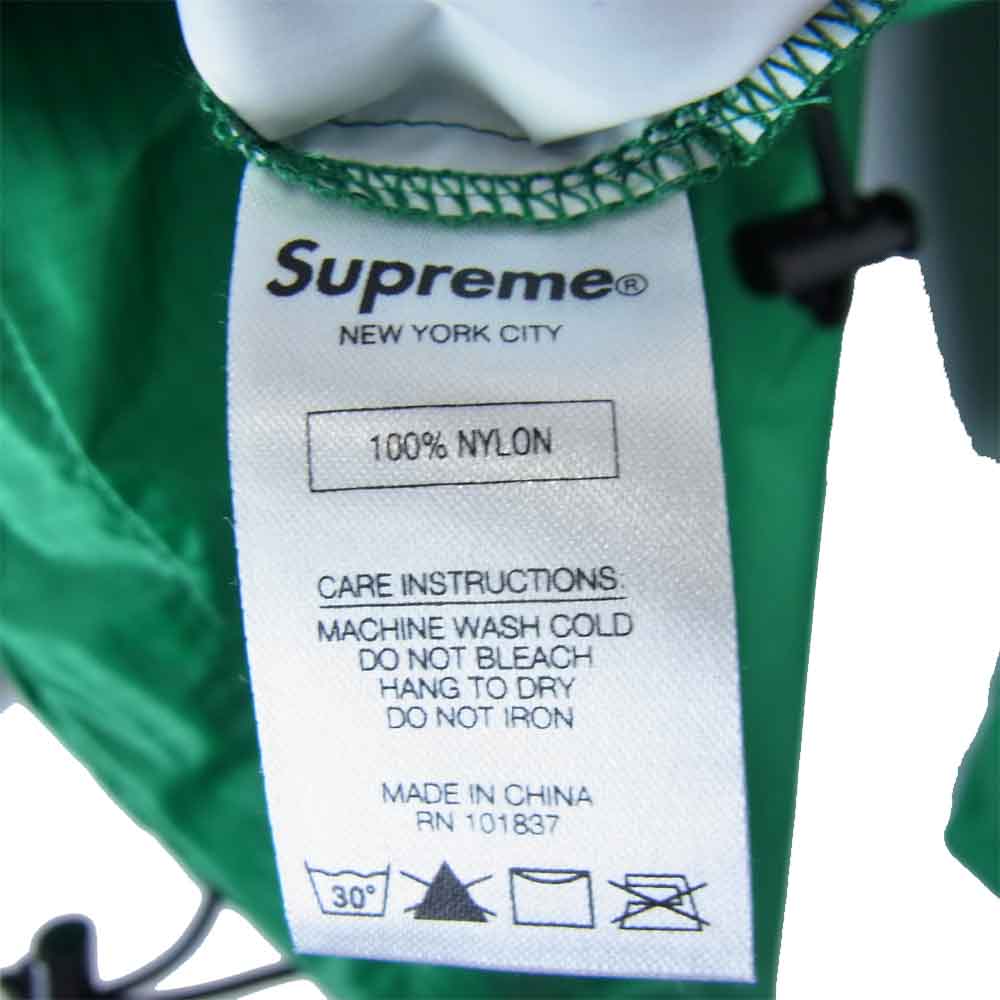 Supreme®
NEW YORK CITY
100% NYLON
CARE INSTRUCTIONS:
MACHINE WASH COLD
DO NOT BLEACH
HANG TO DRY
DO NOT IRON
MADE IN CHINA
RN 101837
30°